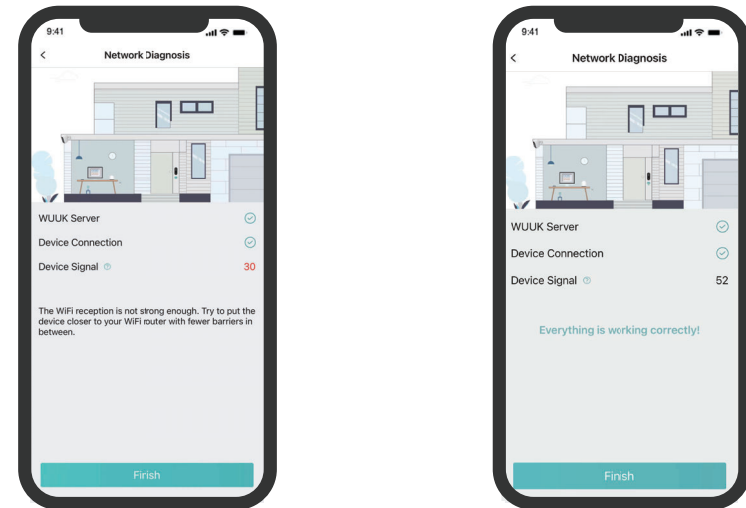 9:41
Network Diagnosis
WUUK Server
Device Connection
Device Signal
30
The WiFi reception is not strong enough. Try to put the
device closer to your WiFi router with fewer barriers in
between.
Finish
9:41
Network Diagnosis
WUUK Server
Device Connection
Device Signal
52
Everything is working correctly!
Finish